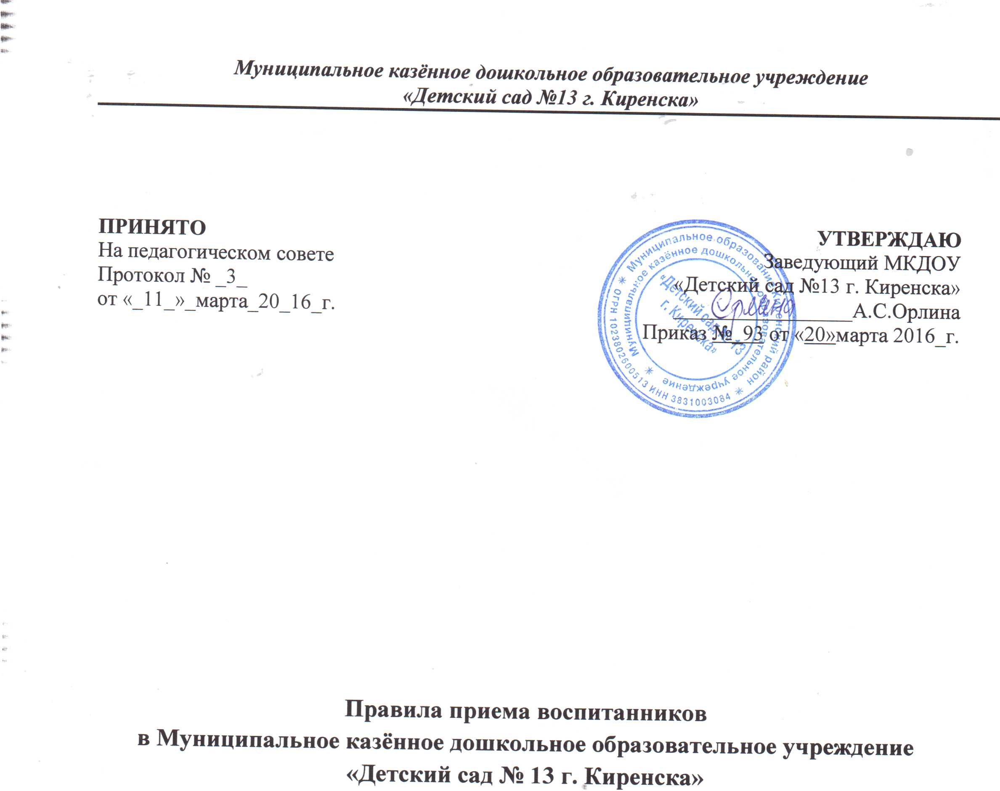 Муниципальное казённое дошкольное образовательное учреждение
«Детский сад №13 г. Киренска»
ПРИНЯТО
На педагогическом совете
Протокол № _3_
от «_11_»_марта_20_16_г.
УТВЕРЖДАЮ
Заведующий МКДОУ
«Детский сад №13 г. Киренска»
Орлина
________________А.С.Орлина
Приказ №_93 от «20»марта 2016_г.
✳ Муниципальное образование Киренский район ✳
ОГРН 1023802600513 ИНН 3831003084
Муниципальное казённое дошкольное образовательное учреждение ✳
«Детский сад № 13
г. Киренска»
Правила приема воспитанников
в Муниципальное казённое дошкольное образовательное учреждение
«Детский сад № 13 г. Киренска»